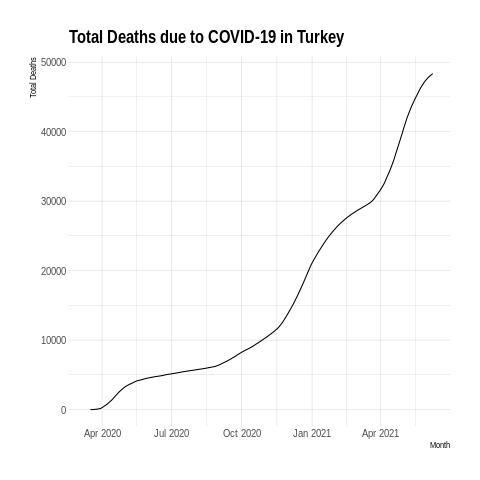 Total Deaths due to COVID-19 in Turkey
Total Deaths
50000
40000
30000
20000
10000
0
Apr 2020 Jul 2020 Oct 2020 Jan 2021 Apr 2021
Month